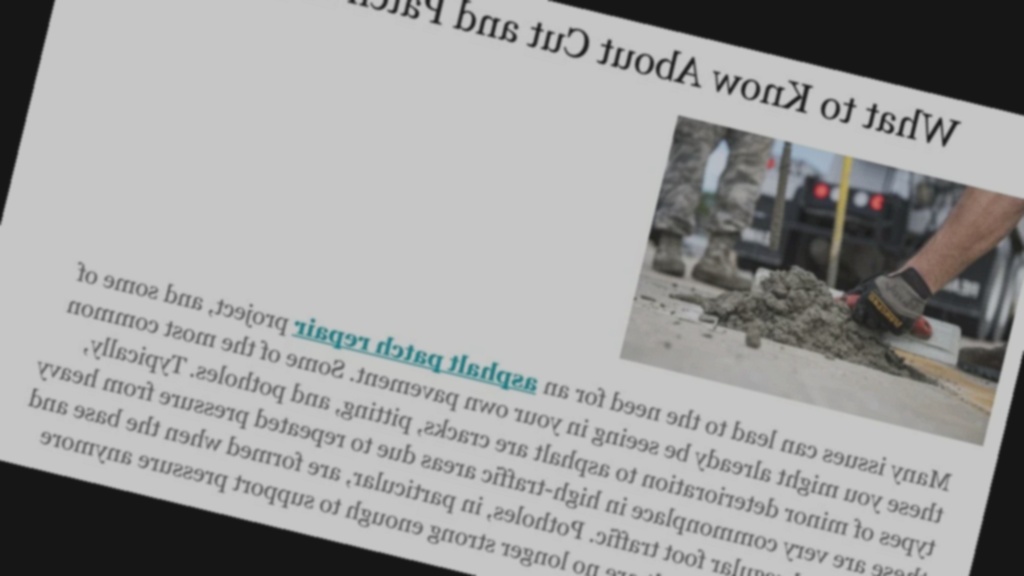 What to Know About Cut and Patch
Many issues can lead to the need for an asphalt patch repair project, and some of
these you might already be seeing in your own pavement. Some of the most common
types of minor deterioration to asphalt are cracks, pitting, and potholes. Typically,
these are very commonplace in high-traffic areas due to repeated pressure from heavy
regular foot traffic. Potholes, in particular, are formed when the base and
are no longer strong enough to support pressure anymore